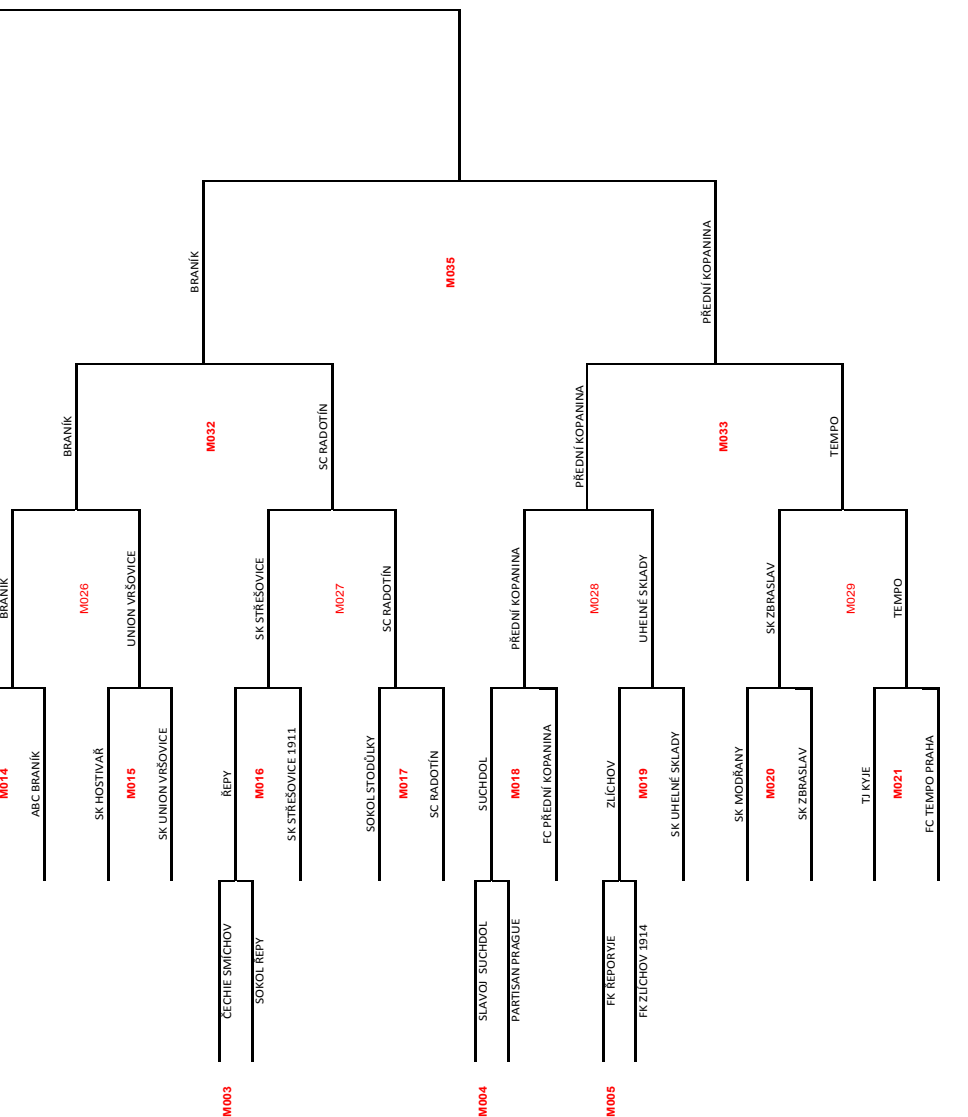 BRANÍK
M035
PŘEDNÍ KOPANINA
BRANÍK
M032
SC RADOTÍN
PŘEDNÍ KOPANINA
M033
TEMPO
BRANÍK
M026
UNION VRŠOVICE
SK STŘEŠOVICE
M027
SC RADOTÍN
PŘEDNÍ KOPANINA
M028
UHELNÉ SKLADY
SK ZBRASLAV
M029
TEMPO
M014
ABC BRANÍK
SK HOSTIVAŘ
M015
SK UNION VRŠOVICE
ŘEPY
M016
SK STŘEŠOVICE 1911
SOKOL STODŮLKY
M017
SC RADOTÍN
SUCHDOL
M018
FC PŘEDNÍ KOPANINA
ZLÍCHOV
M019
SK UHELNÉ SKLADY
SK MODŘANY
M020
SK ZBRASLAV
TJ KYJE
M021
FC TEMPO PRAHA
ČECHIE SMÍCHOV
SOKOL ŘEPY
SLAVOJ SUCHDOL
PARTISAN PRAGUE
FK ŘEPORYJE
FK ZLÍCHOV 1914
M003
M004
M005